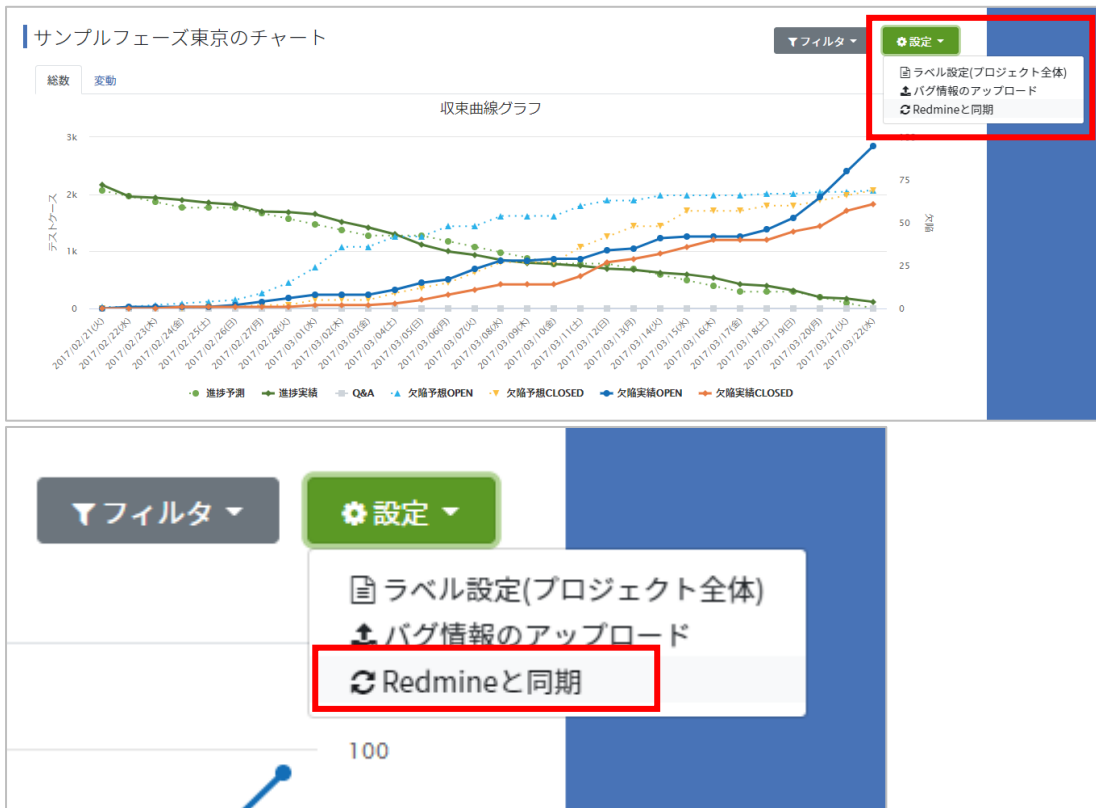 サンプルフェーズ東京のチャート
フィルタ
設定
ラベル設定(プロジェクト全体)
バグ情報のアップロード
Redmineと同期
総数 変動
収束曲線グラフ
3k
2k
1k
0
テストケース
75
50
25
0
欠陥
2017/02/21(火)
2017/02/22(水)
2017/02/23(木)
2017/02/24(金)
2017/02/25(土)
2017/02/26(日)
2017/02/27(月)
2017/02/28(火)
2017/03/01(水)
2017/03/02(木)
2017/03/03(金)
2017/03/04(土)
2017/03/05(日)
2017/03/06(月)
2017/03/07(火)
2017/03/08(水)
2017/03/09(木)
2017/03/10(金)
2017/03/11(土)
2017/03/12(日)
2017/03/13(月)
2017/03/14(火)
2017/03/15(水)
2017/03/16(木)
2017/03/17(金)
2017/03/18(土)
2017/03/19(日)
2017/03/20(月)
2017/03/21(火)
2017/03/22(水)
進捗予測 進捗実績 Q&A 欠陥予想OPEN 欠陥予想CLOSED 欠陥実績OPEN 欠陥実績CLOSED
フィルタ
設定
ラベル設定(プロジェクト全体)
バグ情報のアップロード
Redmineと同期
100